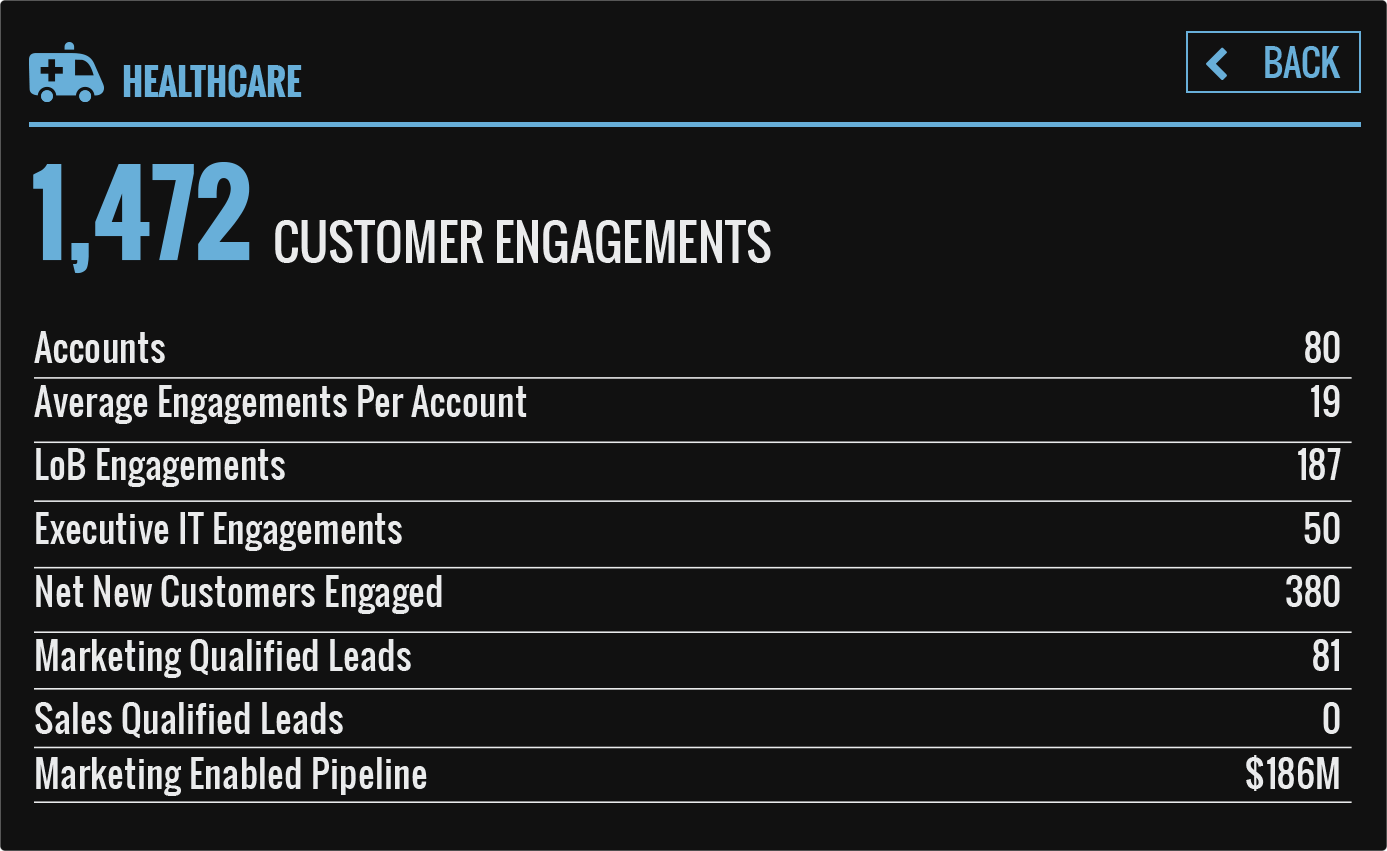 HEALTHCARE
BACK
1,472 CUSTOMER ENGAGEMENTS
Accounts 80
Average Engagements Per Account 19
LoB Engagements 187
Executive IT Engagements 50
Net New Customers Engaged 380
Marketing Qualified Leads 81
Sales Qualified Leads 0
Marketing Enabled Pipeline $186M